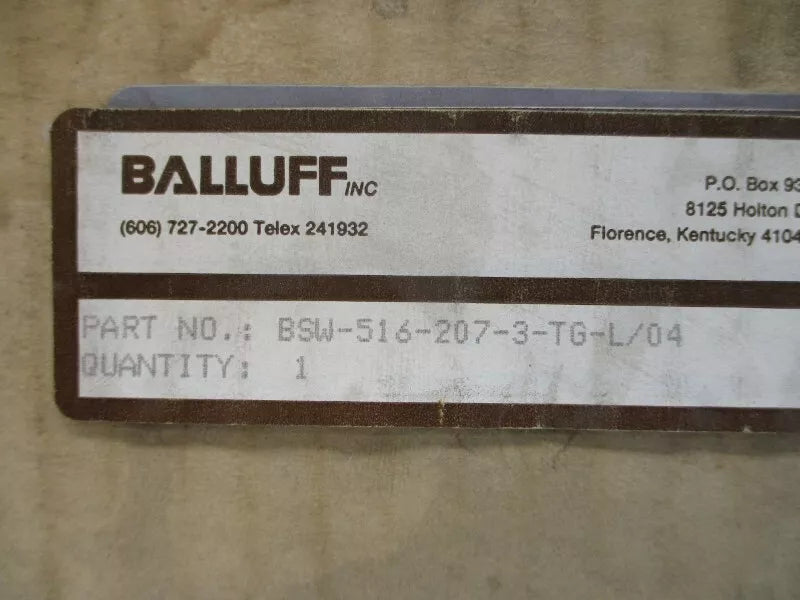 BALLUFF INC
(606) 727-2200 Telex 241932
P.O. Box 93
8125 Holton
Florence, Kentucky 4104
PART NO.: BSW-516-207-3-TG-L/04
QUANTITY: 1